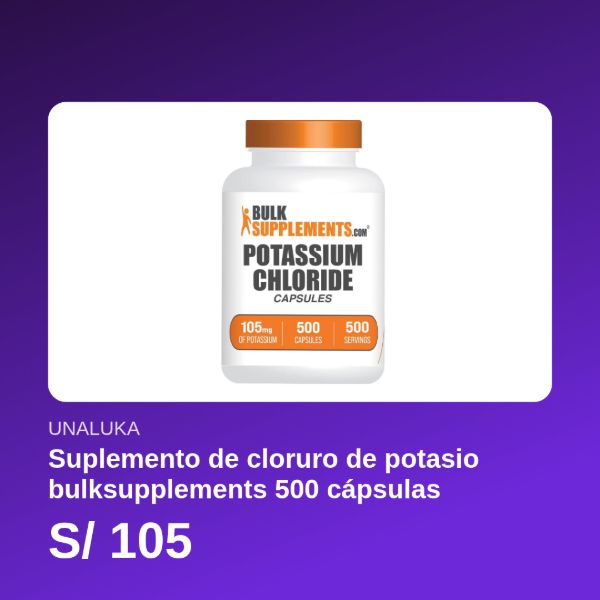 BULK
SUPPLEMENTS.COM®
POTASSIUM
CHLORIDE
CAPSULES
105mg 500 500
OF POTASSIUM CAPSULES SERVINGS
UNALUKA
Suplemento de cloruro de potasio
bulksupplements 500 cápsulas
S/ 105